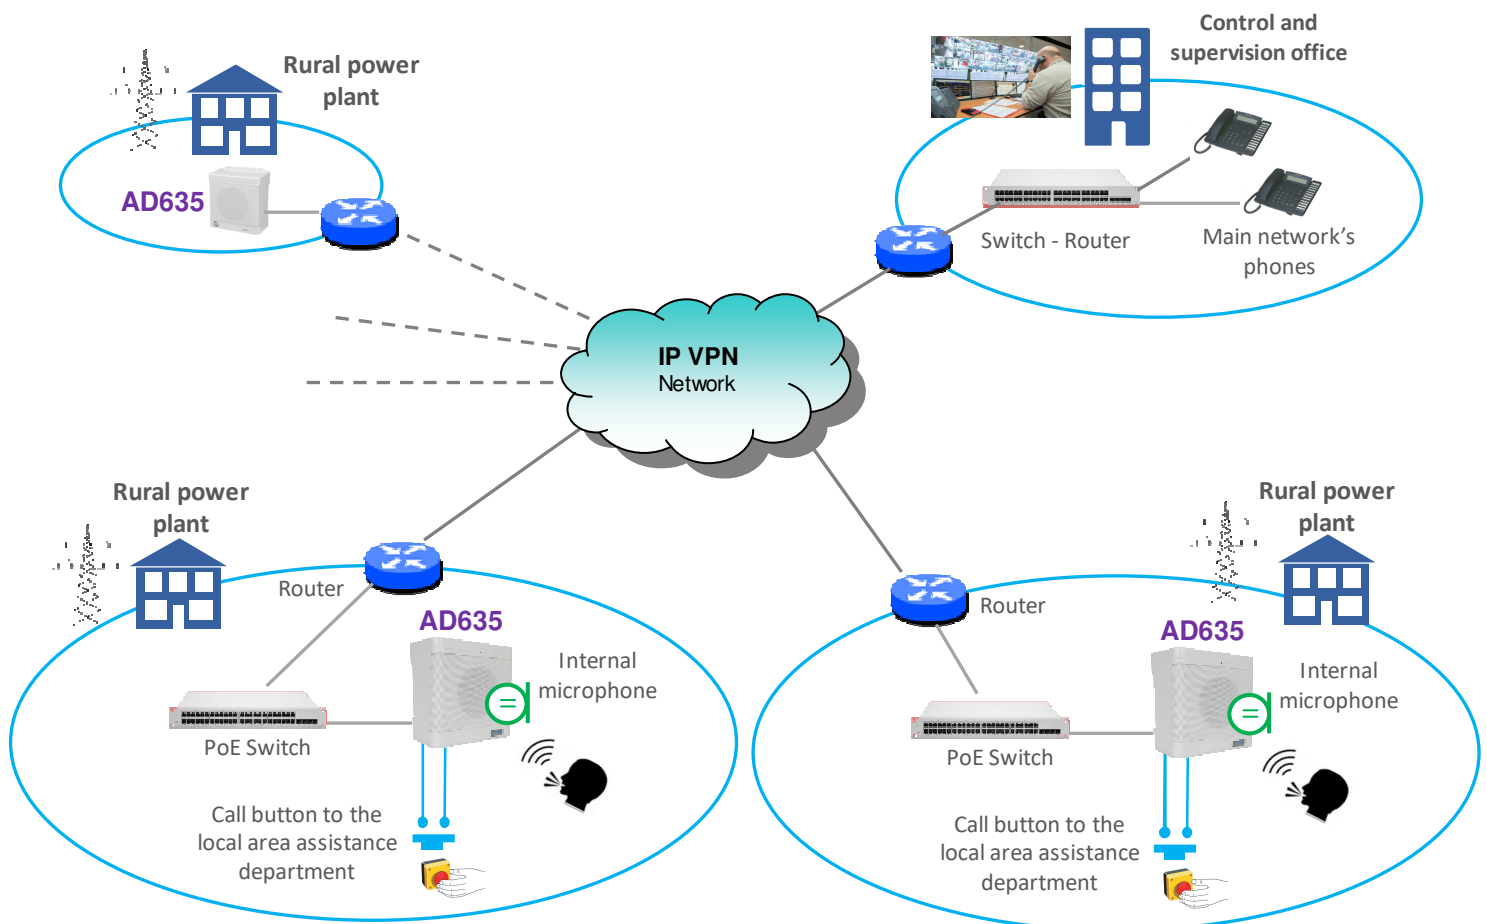 Rural power
plant
AD635
Control and
supervision office
Switch - Router
Main network’s
phones
IP VPN
Network
Rural power
plant
Router
AD635
Internal
microphone
PoE Switch
Call button to the
local area assistance
department
Rural power
plant
Router
AD635
Internal
microphone
PoE Switch
Call button to the
local area assistance
department